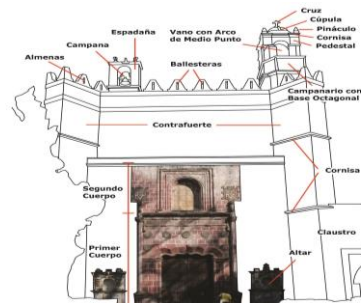 Cruz
Cúpula
Pináculo
Cornisa
Pedestal
Espadaña
Vano con Arco
de Medio Punto
Campana
Almenas
Ballesteras
Campanario con
Base Octagonal
Contrafuerte
Cornisa
Segundo
Cuerpo
Claustro
Primer
Cuerpo
Altar